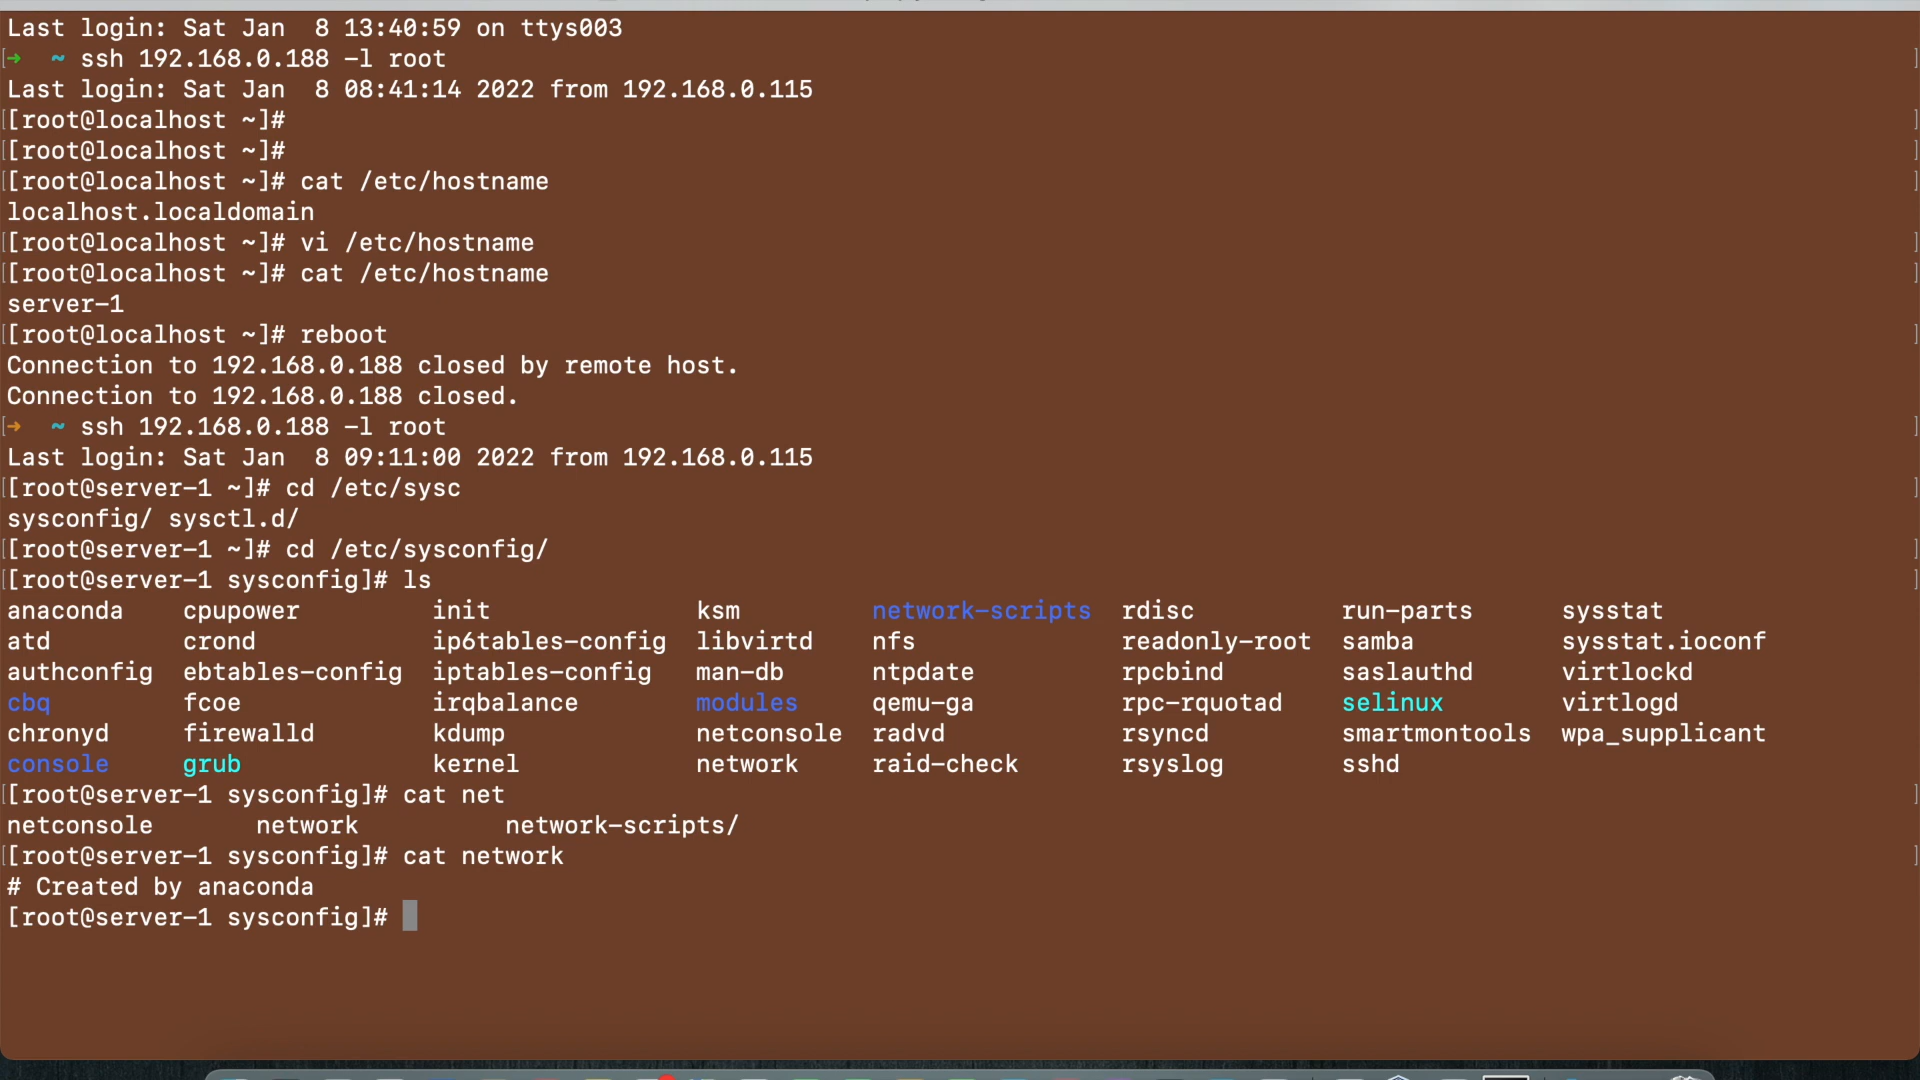 Last login: Sat Jan  8 13:40:59 on ttys003
[→  ~ ssh 192.168.0.188 -l root ]
Last login: Sat Jan  8 08:41:14 2022 from 192.168.0.115
[[root@localhost ~]# ]
[[root@localhost ~]# ]
[[root@localhost ~]# cat /etc/hostname ]
localhost.localdomain
[[root@localhost ~]# vi /etc/hostname ]
[[root@localhost ~]# cat /etc/hostname ]
server-1
[[root@localhost ~]# reboot ]
Connection to 192.168.0.188 closed by remote host.
Connection to 192.168.0.188 closed.
[→  ~ ssh 192.168.0.188 -l root ]
Last login: Sat Jan  8 09:11:00 2022 from 192.168.0.115
[[root@server-1 ~]# cd /etc/sysc ]
sysconfig/ sysctl.d/
[[root@server-1 ~]# cd /etc/sysconfig/ ]
[[root@server-1 sysconfig]# ls ]
anaconda    cpupower         init              ksm         network-scripts  rdisc          run-parts      sysstat
atd         crond            ip6tables-config  libvirtd    nfs              readonly-root  samba          sysstat.ioconf
authconfig  ebtables-config  iptables-config   man-db      ntpdate          rpcbind        saslauthd      virtlockd
cbq         fcoe             irqbalance        modules     qemu-ga          rpc-rquotad    selinux        virtlogd
chronyd     firewalld        kdump             netconsole  radvd            rsyncd         smartmontools  wpa_supplicant
console     grub             kernel            network     raid-check       rsyslog        sshd
[[root@server-1 sysconfig]# cat net ]
netconsole       network          network-scripts/
[[root@server-1 sysconfig]# cat network ]
# Created by anaconda
[root@server-1 sysconfig]#